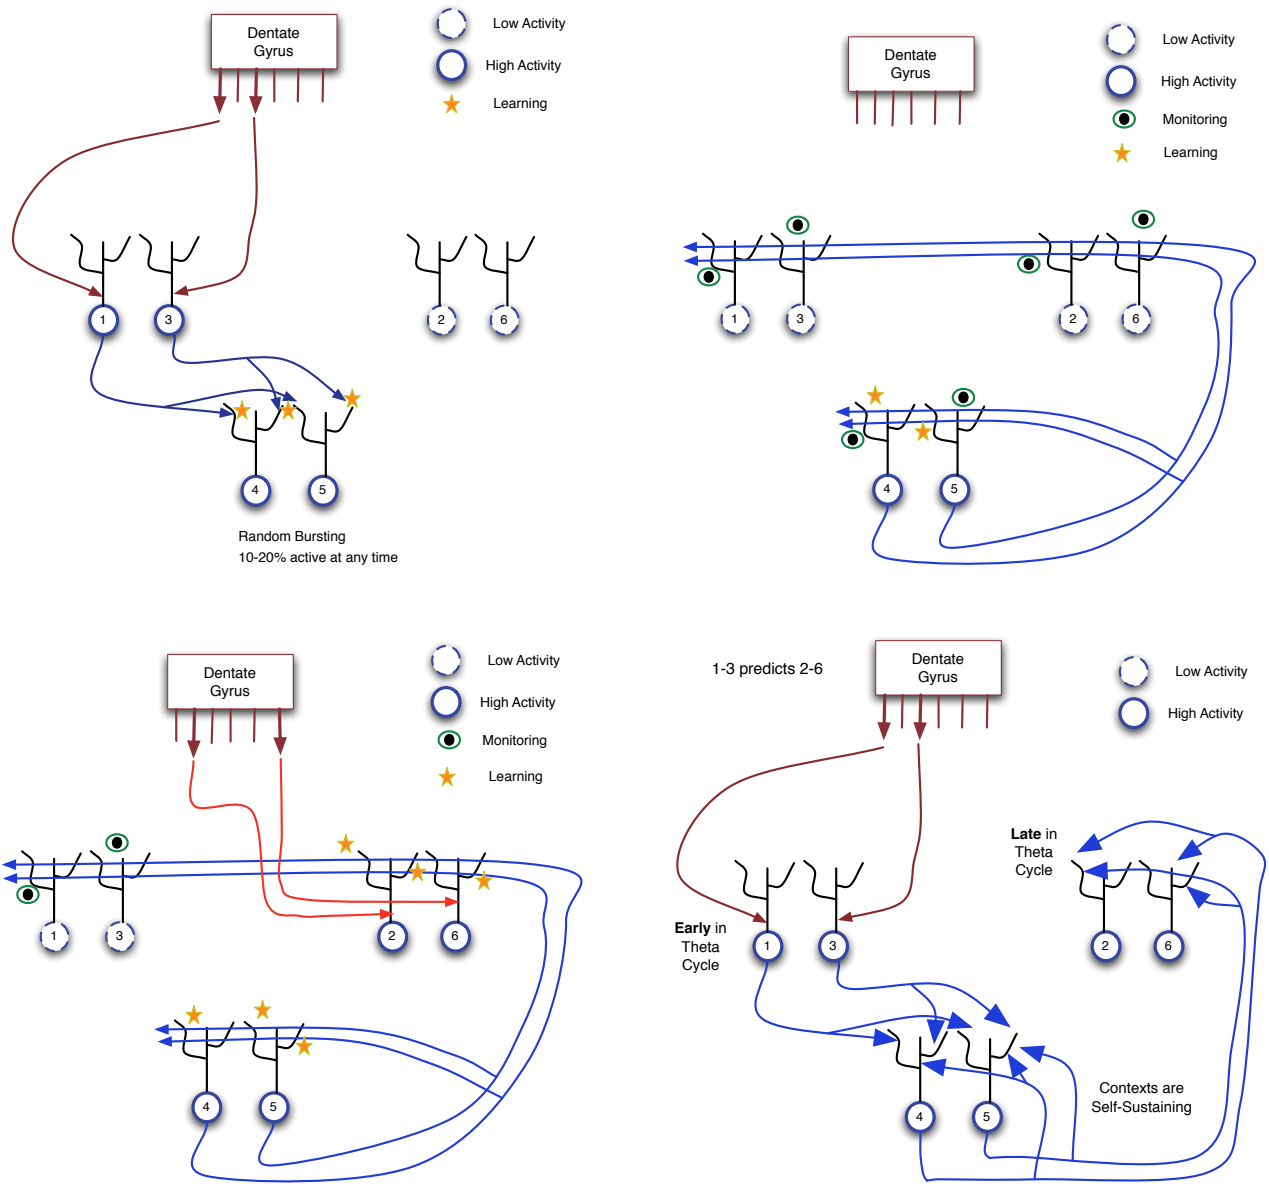 Dentate
Gyrus
Low Activity
High Activity
Learning
1
3
2
6
4
5
Random Bursting
10-20% active at any time
Dentate
Gyrus
Low Activity
High Activity
Monitoring
Learning
1
3
2
6
4
5
Dentate
Gyrus
Low Activity
High Activity
Monitoring
Learning
1
3
2
6
4
5
1-3 predicts 2-6
Dentate
Gyrus
Low Activity
High Activity
Late in
Theta
Cycle
Early in
Theta
Cycle
1
3
2
6
4
5
Contexts are
Self-Sustaining